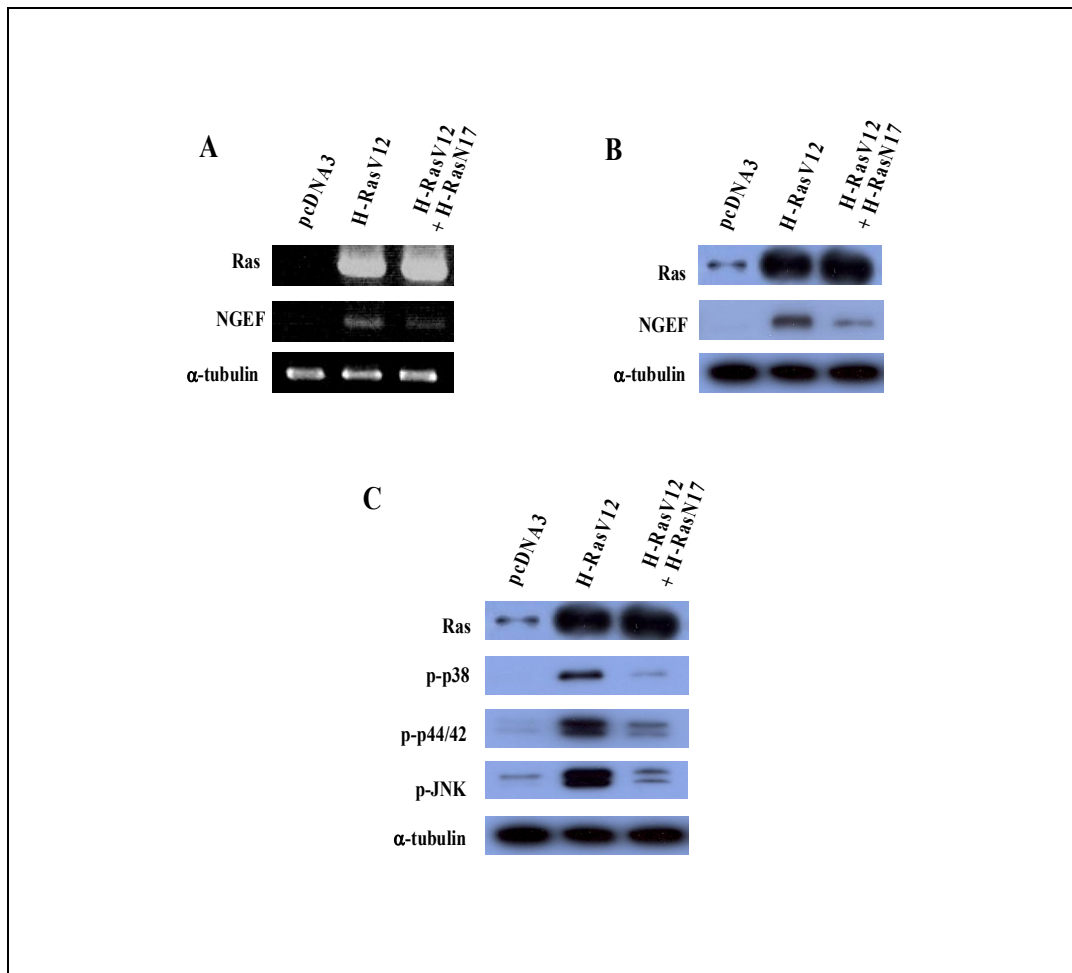 A
pcDNA3
H-RasV12
H-RasV12
+ H-RasN17
Ras
NGEF
α-tubulin
B
pcDNA3
H-RasV12
H-RasV12
+ H-RasN17
Ras
NGEF
α-tubulin
C
pcDNA3
H-RasV12
H-RasV12
+ H-RasN17
Ras
p-p38
p-p44/42
p-JNK
α-tubulin